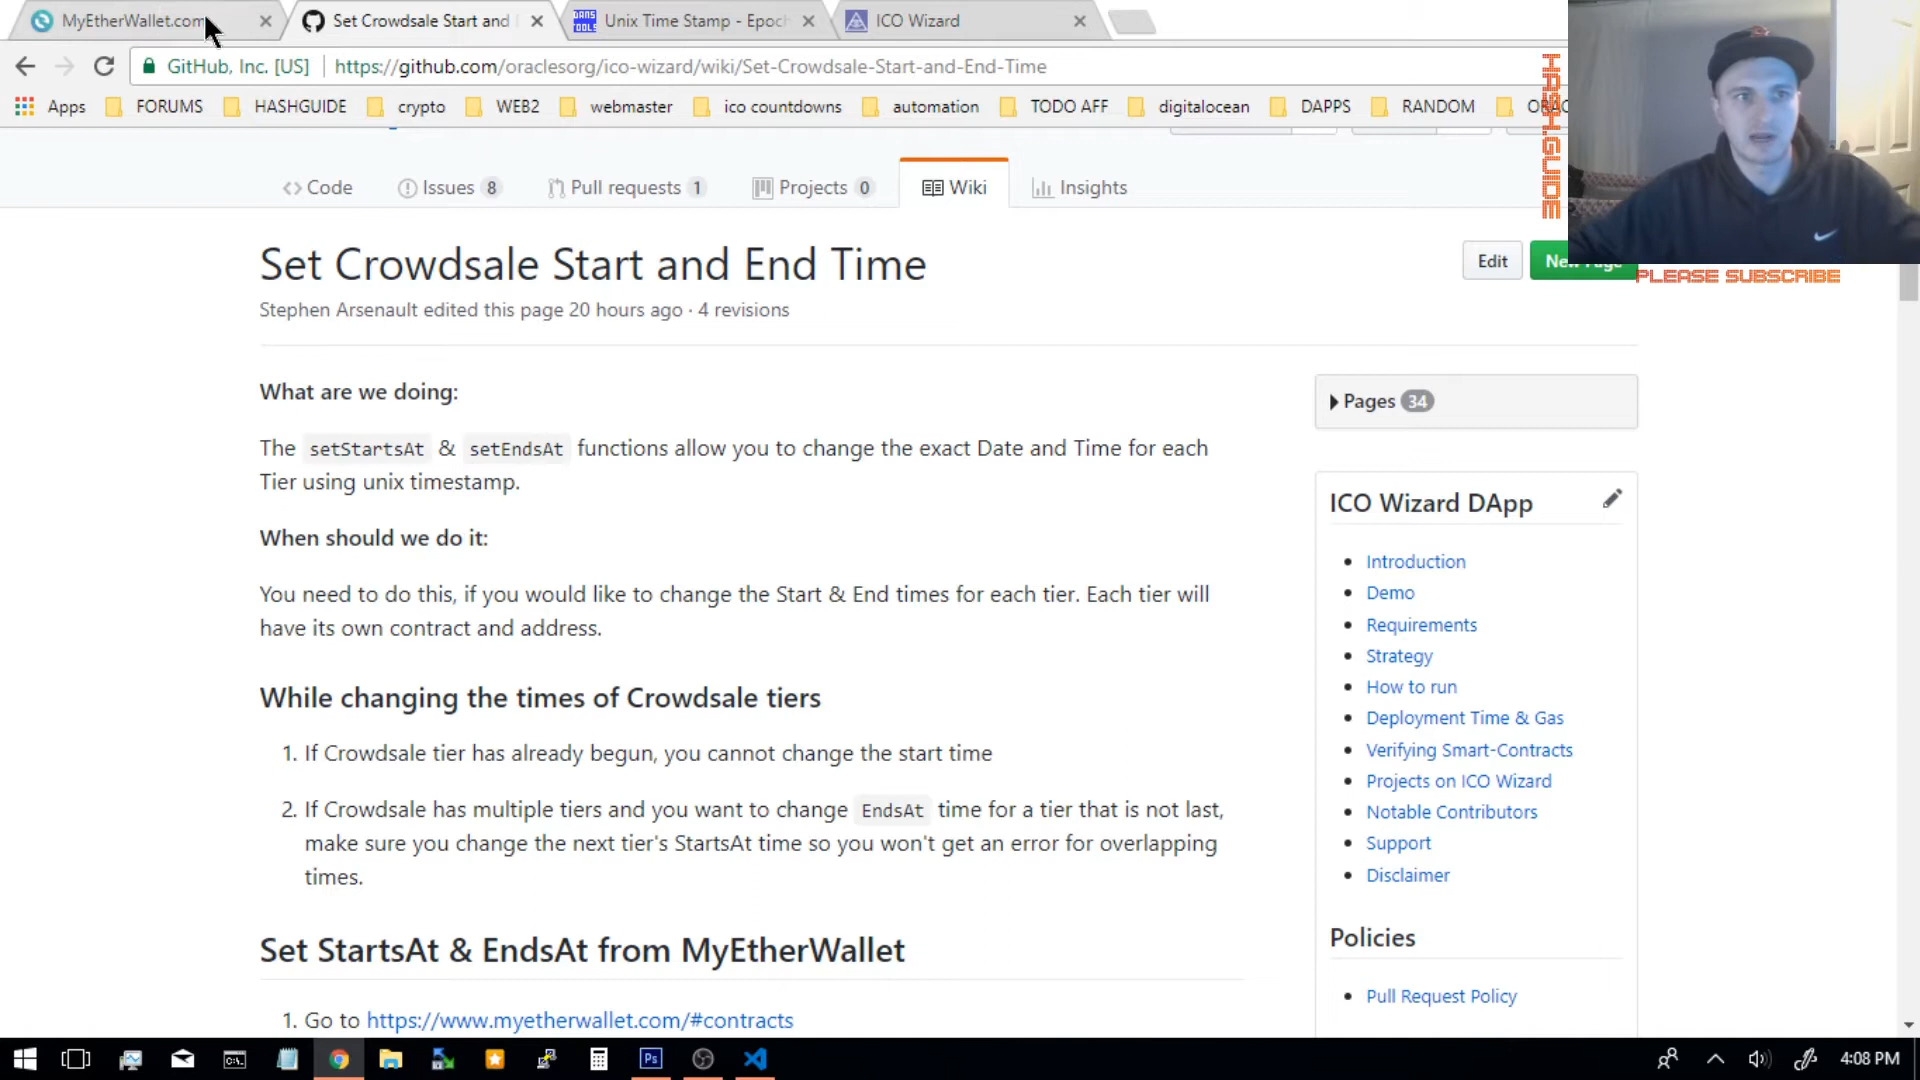 MyEtherWallet.com
Set Crowdsale Start and
Unix Time Stamp - Epoch
ICO Wizard
GitHub, Inc. [US]
https://github.com/oraclesorg/ico-wizard/wiki/Set-Crowdsale-Start-and-End-Time
Apps
FORUMS
HASHGUIDE
crypto
WEB2
webmaster
ico countdowns
automation
TODO AFF
digitalocean
DAPPS
RANDOM
HASHGUIDE
PLEASE SUBSCRIBE
Code
Issues 8
Pull requests 1
Projects 0
Wiki
Insights
Set Crowdsale Start and End Time
Edit
Stephen Arsenault edited this page 20 hours ago · 4 revisions
What are we doing:
The setStartsAt & setEndsAt functions allow you to change the exact Date and Time for each
Tier using unix timestamp.
When should we do it:
You need to do this, if you would like to change the Start & End times for each tier. Each tier will
have its own contract and address.
While changing the times of Crowdsale tiers
1. If Crowdsale tier has already begun, you cannot change the start time
2. If Crowdsale has multiple tiers and you want to change EndsAt time for a tier that is not last,
make sure you change the next tier's StartsAt time so you won't get an error for overlapping
times.
Set StartsAt & EndsAt from MyEtherWallet
1. Go to https://www.myetherwallet.com/#contracts
Pages 34
ICO Wizard DApp
Introduction
Demo
Requirements
Strategy
How to run
Deployment Time & Gas
Verifying Smart-Contracts
Projects on ICO Wizard
Notable Contributors
Support
Disclaimer
Policies
Pull Request Policy
4:08 PM